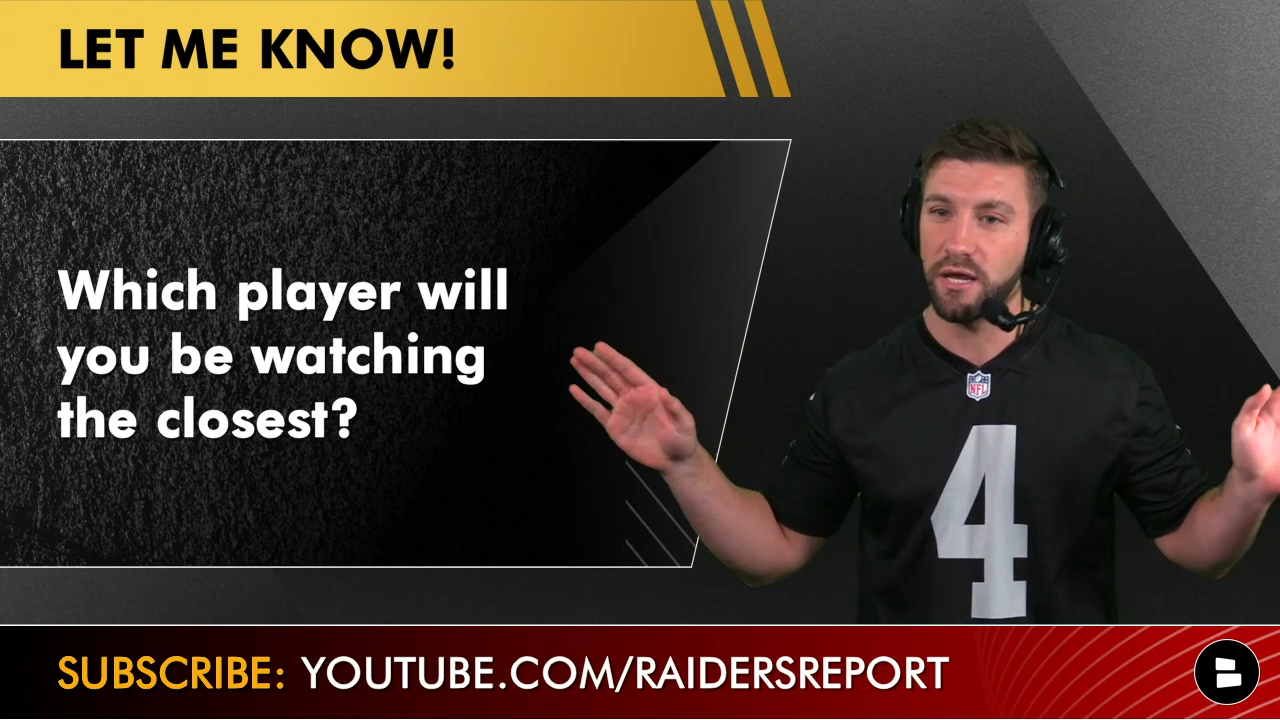 LET ME KNOW!
Which player will
you be watching
the closest?
NFL
4
SUBSCRIBE: YOUTUBE.COM/RAIDERSREPORT